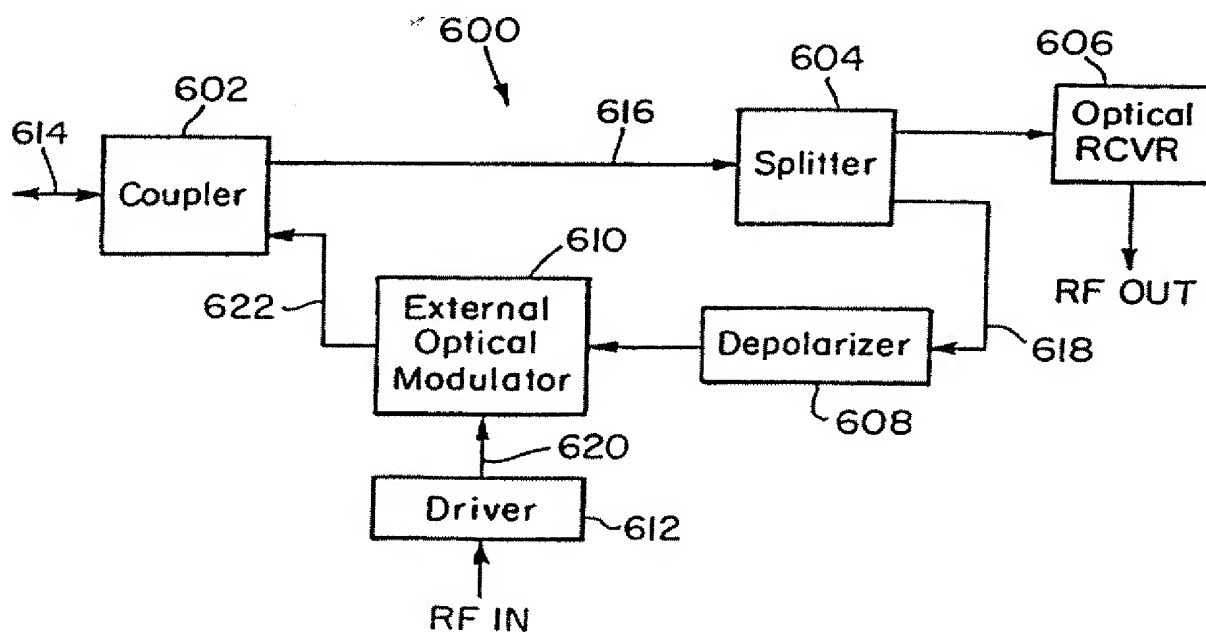 600
602
604
606
614
616
Coupler
Splitter
Optical
RCVR
610
622
External
Optical
Modulator
Depolarizer
RF OUT
618
608
620
Driver
612
RF IN